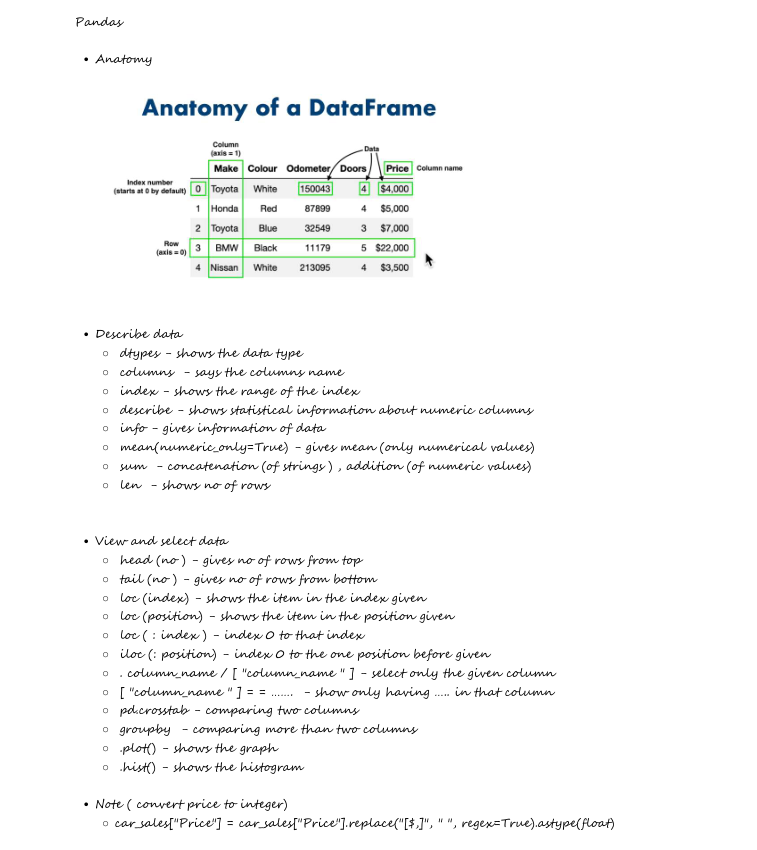 Pandas
• Anatomy
Anatomy of a DataFrame
Column
(axis = 1)
Data
Make Colour Odometer Doors Price Column name
Index number
(starts at 0 by default)
0 Toyota White 150043 4 $4,000
1 Honda Red 87899 4 $5,000
2 Toyota Blue 32549 3 $7,000
Row
(axis = 0)
3 BMW Black 11179 5 $22,000
4 Nissan White 213095 4 $3,500
• Describe data
○ dtypes - shows the data type
○ columns - says the columns name
○ index - shows the range of the index
○ describe - shows statistical information about numeric columns
○ info - gives information of data
○ mean(numeric_only=True) - gives mean (only numerical values)
○ sum - concatenation (of strings ) , addition (of numeric values)
○ len - shows no of rows
• View and select data
○ head (no ) - gives no of rows from top
○ tail (no ) - gives no of rows from bottom
○ loc (index) - shows the item in the index given
○ loc (position) - shows the item in the position given
○ loc ( : index ) - index 0 to that index
○ iloc (: position) - index 0 to the one position before given
○ . column_name / [ "column_name " ] - select only the given column
○ [ "column_name " ] = = ....... - show only having ..... in that column
○ pd.crosstab - comparing two columns
○ groupby - comparing more than two columns
○ .plot() - shows the graph
○ .hist() - shows the histogram
• Note ( convert price to integer)
○ car_sales["Price"] = car_sales["Price"].replace("[$,]", " ", regex=True).astype(float)